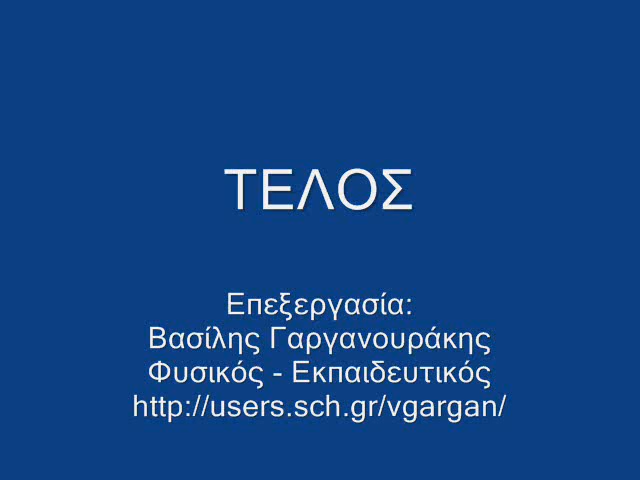 ΤΕΛΟΣ
Επεξεργασία:
Βασίλης Γαργανουράκης
Φυσικός - Εκπαιδευτικός
http://users.sch.gr/vgargan/